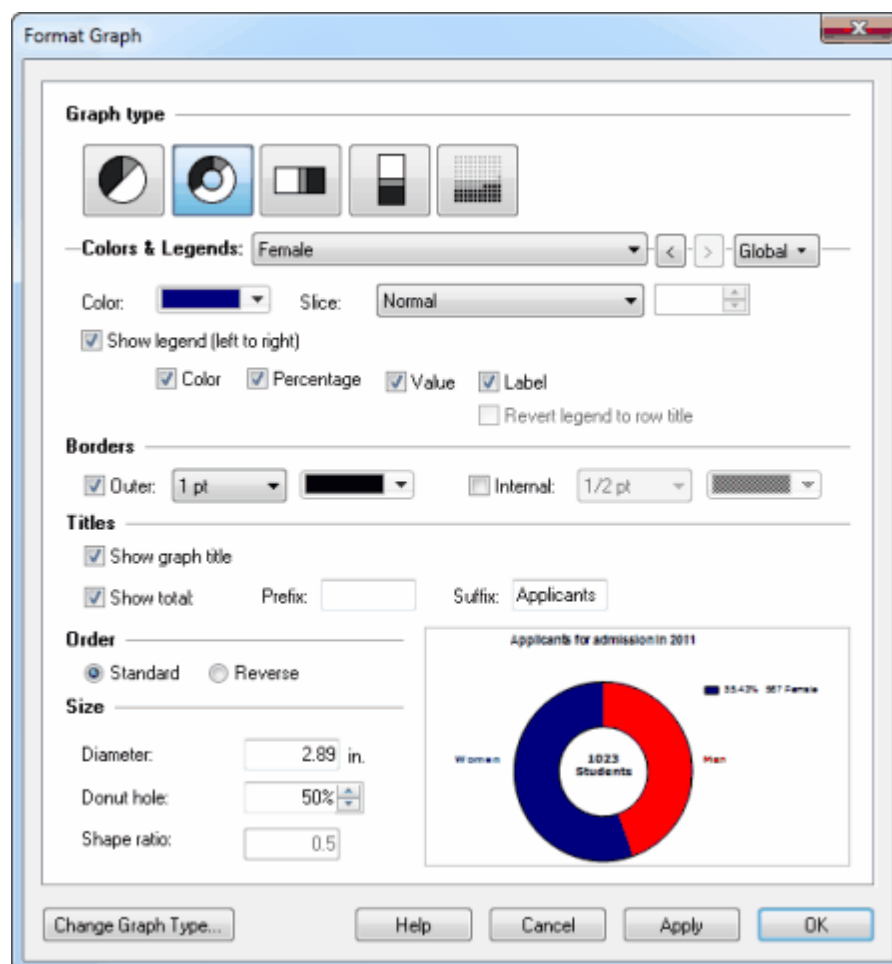 Format Graph
Graph type
Colors & Legends: Female < > Global
Color: Slice: Normal
Show legend (left to right)
Color Percentage Value Label
Revert legend to row title
Borders
Outer: 1 pt Internal: 1/2 pt
Titles
Show graph title
Show total: Prefix: Suffix: Applicants
Order
Standard Reverse
Size
Diameter: 2.89 in.
Donut hole: 50%
Shape ratio: 0.5
Applicants for admission in 2011
567 Female
Women
1023
Students
Men
Change Graph Type... Help Cancel Apply OK